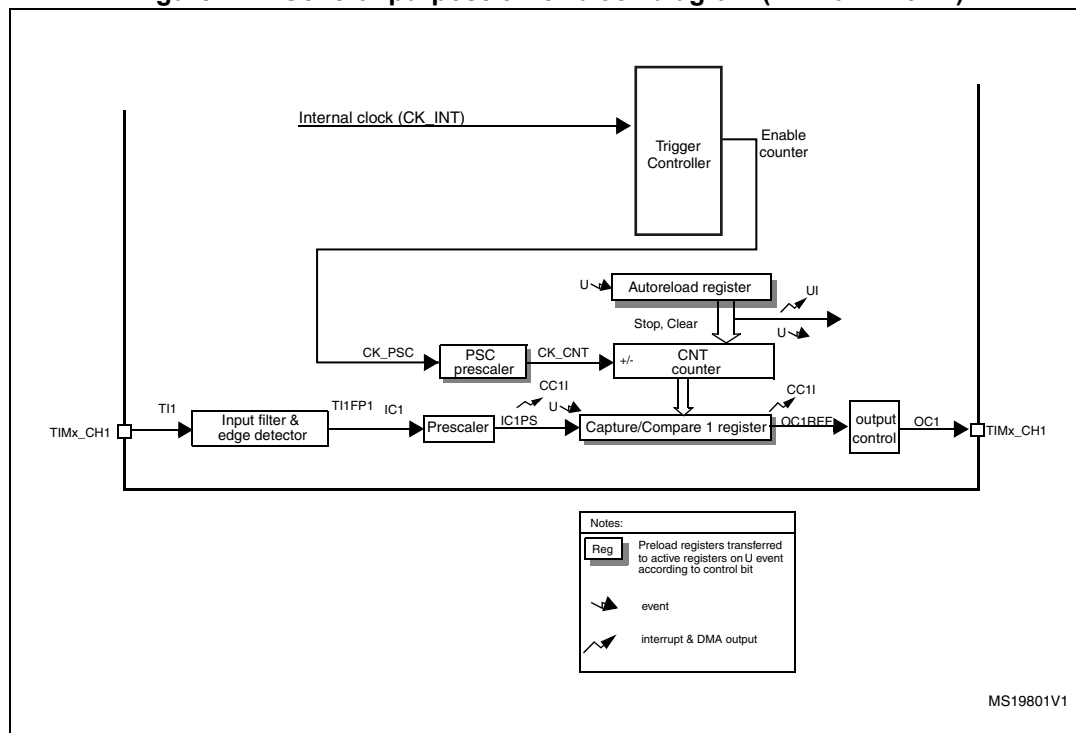 Internal clock (CK_INT)
Trigger
Controller
Enable
counter
U
Autoreload register
UI
Stop, Clear
U
CK_PSC
PSC
prescaler
CK_CNT
+/-
CNT
counter
CC1I
U
CC1I
TIMx_CH1
TI1
Input filter &
edge detector
TI1FP1
IC1
Prescaler
IC1PS
Capture/Compare 1 register
OC1REF
output
control
OC1
TIMx_CH1
Notes:
Reg
Preload registers transferred
to active registers on U event
according to control bit
event
interrupt & DMA output
MS19801V1